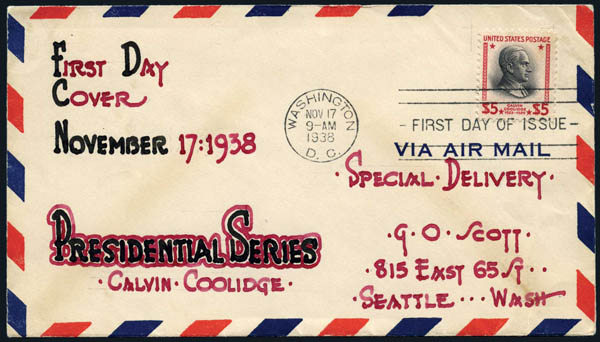 First Day
Cover
November 17:1938
UNITED STATES POSTAGE
CALVIN
COOLIDGE
1923-1929
$5 $5
WASHINGTON
NOV 17
9-AM
1938
D. C.
- FIRST DAY OF ISSUE -
VIA AIR MAIL
· Special · Delivery ·
Presidential Series
· Calvin · Coolidge ·
· G · O · Scott ·
· 815 East 65 St · ·
Seattle · · · Wash